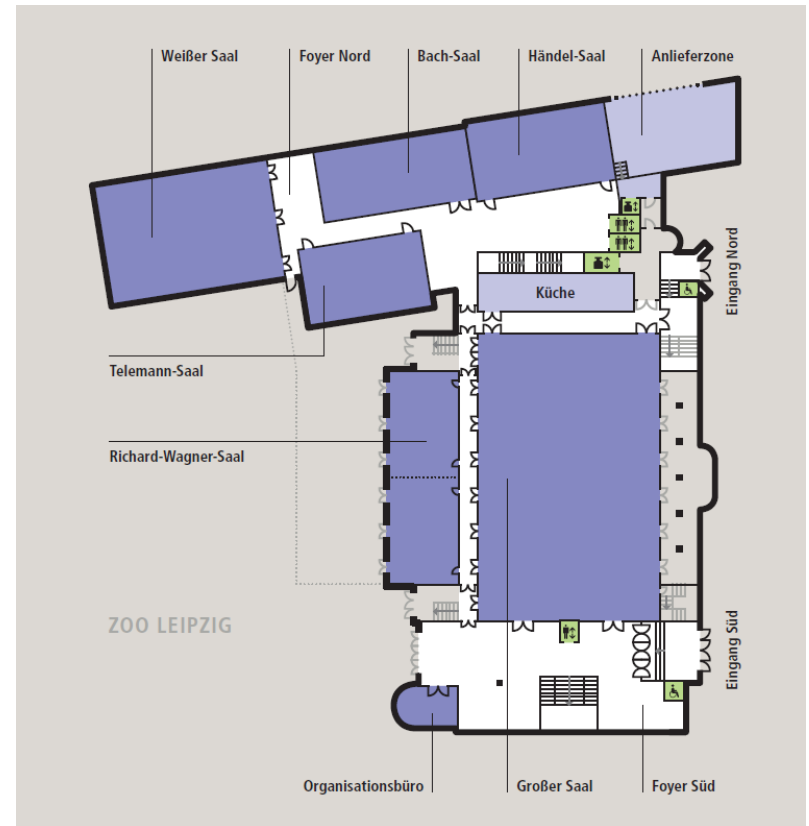 Weißer Saal
Foyer Nord
Bach-Saal
Händel-Saal
Anlieferzone
Eingang Nord
Küche
Telemann-Saal
Richard-Wagner-Saal
ZOO LEIPZIG
Eingang Süd
Organisationsbüro
Großer Saal
Foyer Süd